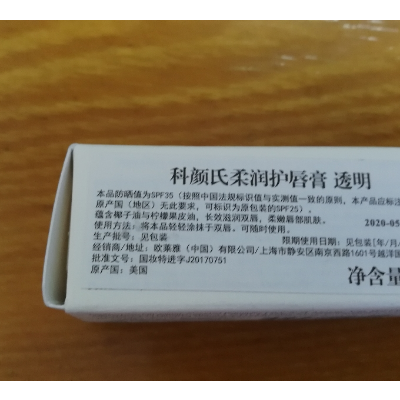 科颜氏柔润护唇膏 透明
本品防晒值为SPF35（按照中国法规标识值与实测值一致的原则，本产品应标注
原产国（地区）无此要求，可标识为原包装的SPF25）。
蕴含椰子油与柠檬果皮油，长效滋润双唇，柔嫩唇部肌肤。
2020-05
使用方法：将本品轻轻涂抹于双唇，可随时使用。
生产批号：见包装 限期使用日期：见包装[年/月/
经销商/地址：欧莱雅（中国）有限公司/上海市静安区南京西路1601号越洋国
批准文号：国妆特进字J20170751
净含量
原产国：美国